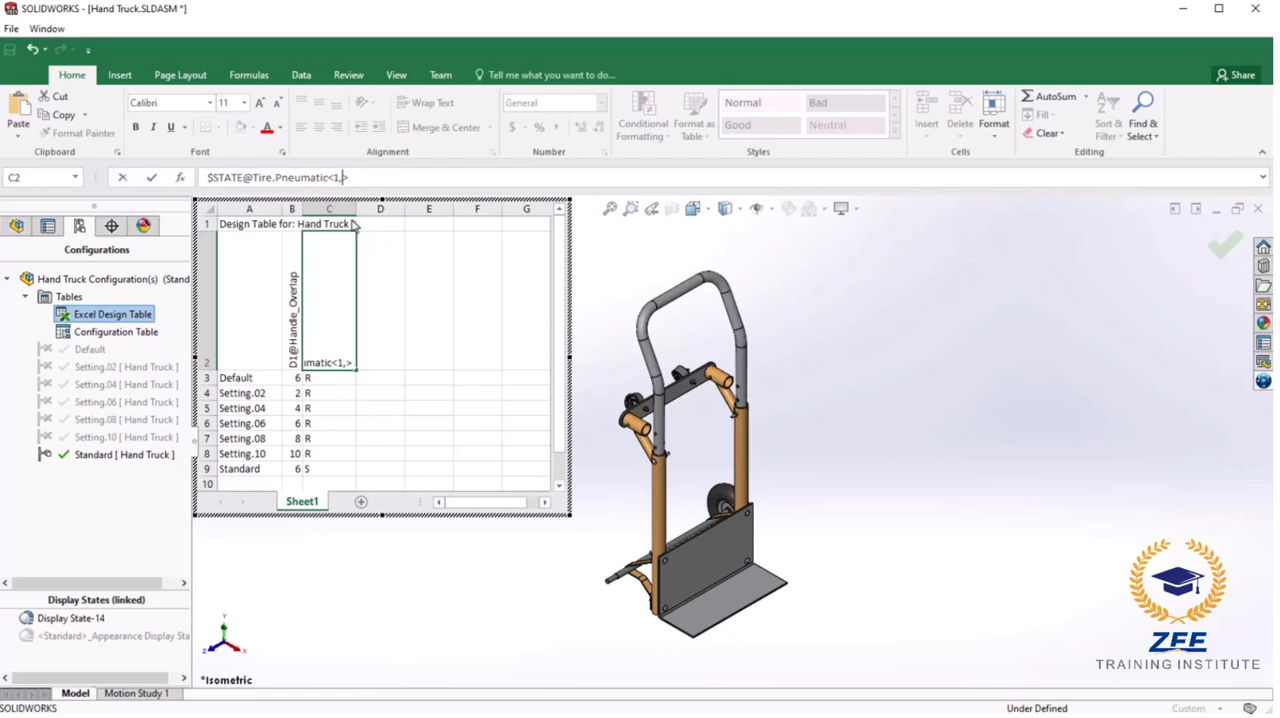 SOLIDWORKS - [Hand Truck.SLDASM *]
File Window
Home Insert Page Layout Formulas Data Review View Team Tell me what you want to do... Share
Paste Cut Copy Format Painter
Calibri 11
B I U A
Wrap Text
Merge & Center
General
$ % ,
Conditional Formatting Format as Table
Normal Bad
Good Neutral
Insert Delete Format
AutoSum
Fill
Clear
Sort & Filter Find & Select
Clipboard Font Alignment Number Styles Cells Editing
C2 fx $STATE@Tire.Pneumatic<1,>
A B C D E F G
1 Design Table for: Hand Truck
2 D1@Handle_Overlap matic<1,>
3 Default 6 R
4 Setting.02 2 R
5 Setting.04 4 R
6 Setting.06 6 R
7 Setting.08 8 R
8 Setting.10 10 R
9 Standard 6 S
10
Sheet1
Configurations
Hand Truck Configuration(s) (Stand
Tables
Excel Design Table
Configuration Table
Default
Setting.02 [ Hand Truck ]
Setting.04 [ Hand Truck ]
Setting.06 [ Hand Truck ]
Setting.08 [ Hand Truck ]
Setting.10 [ Hand Truck ]
Standard [ Hand Truck ]
Display States (linked)
Display State-14
<Standard>_Appearance Display Sta
Y
Z X
*Isometric
ZFEE
TRAINING INSTITUTE
Model Motion Study 1
SOLIDWORKS Under Defined Custom